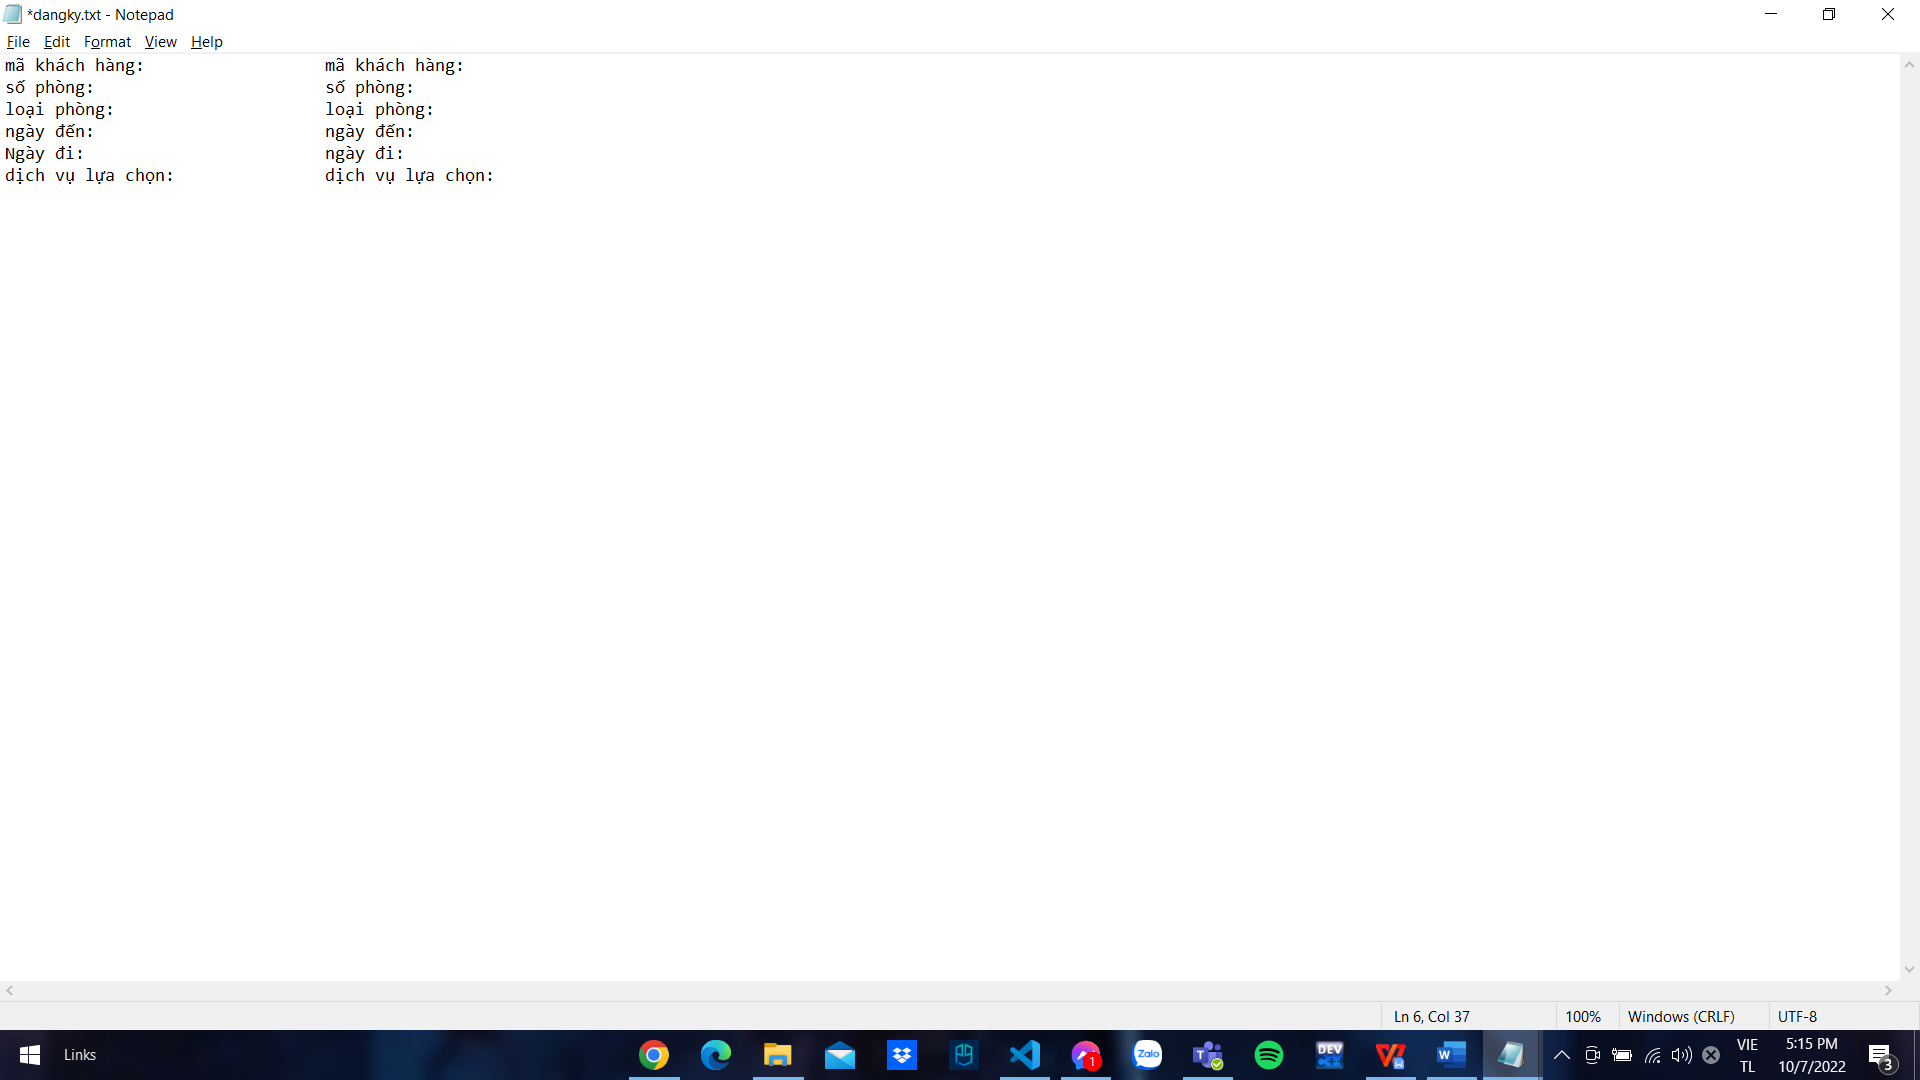 *dangky.txt - Notepad
File Edit Format View Help
mã khách hàng: mã khách hàng:
số phòng: số phòng:
loại phòng: loại phòng:
ngày đến: ngày đến:
Ngày đi: ngày đi:
dịch vụ lựa chọn: dịch vụ lựa chọn:
Ln 6, Col 37 100% Windows (CRLF) UTF-8
Links 1 Zalo T DEV C++ W W VIE 5:15 PM
TL 10/7/2022 3